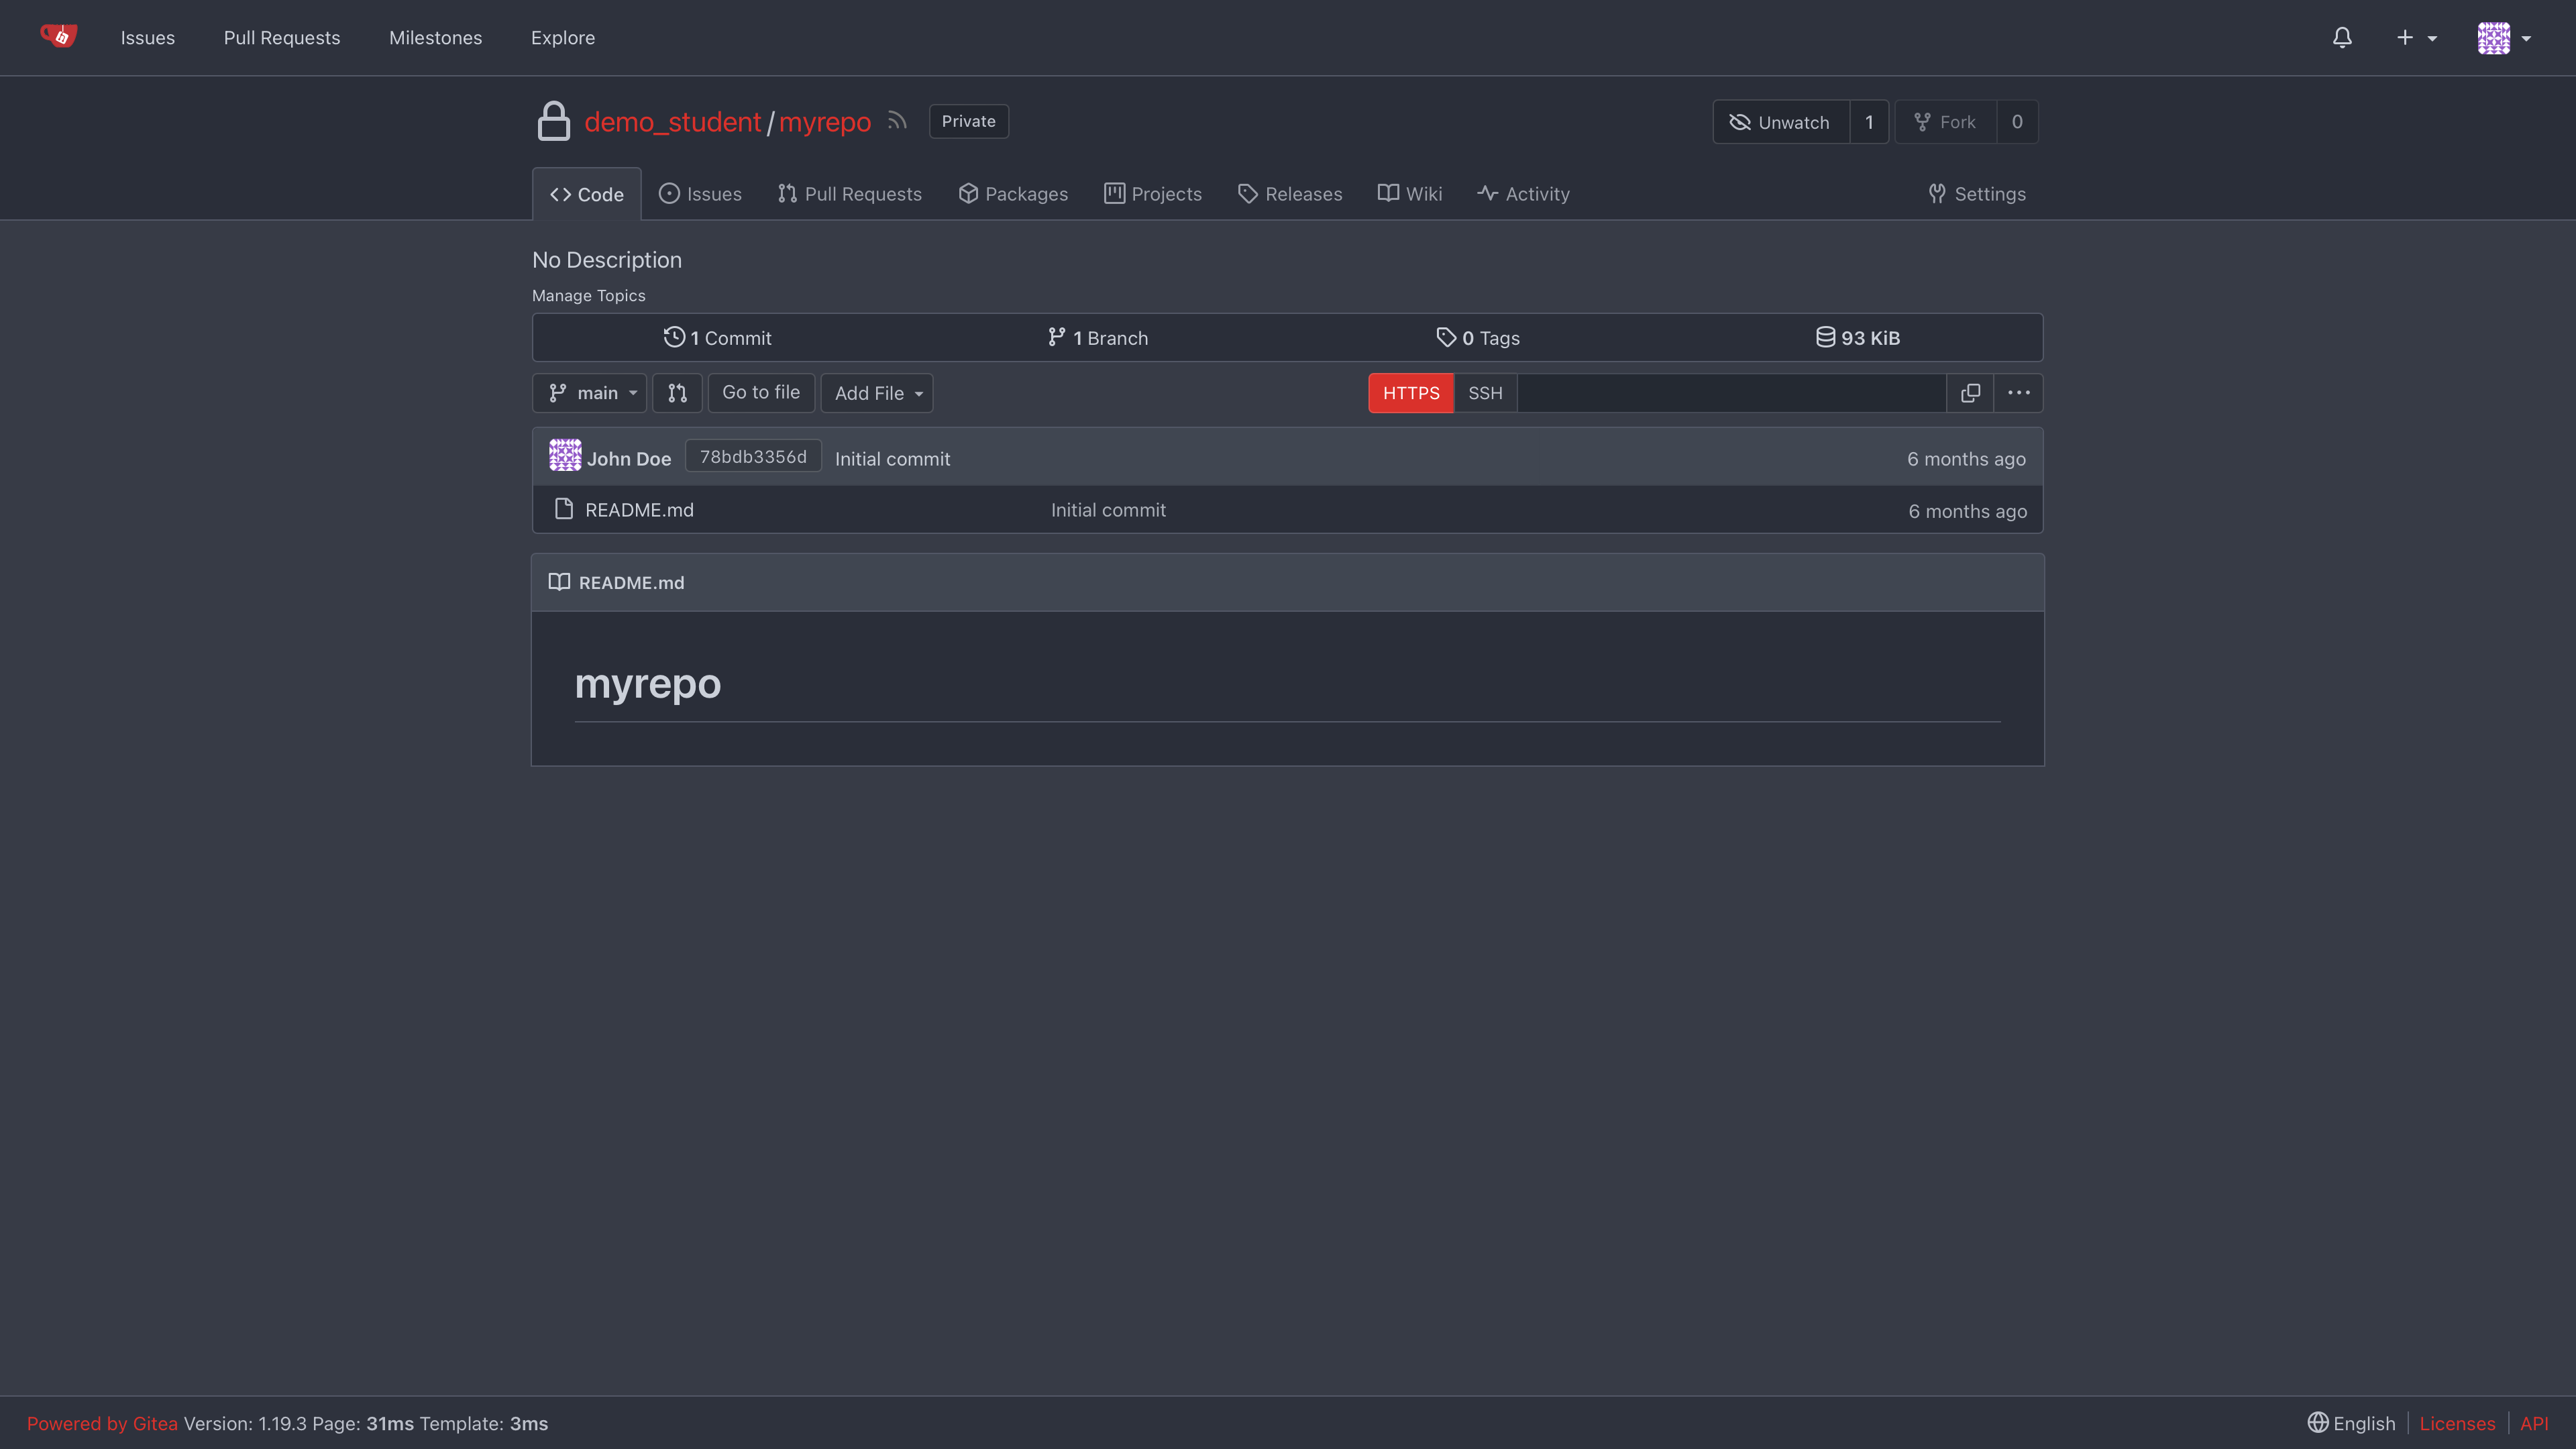 Issues Pull Requests Milestones Explore
demo_student / myrepo Private Unwatch 1 Fork 0
Code Issues Pull Requests Packages Projects Releases Wiki Activity Settings
No Description
Manage Topics
1 Commit 1 Branch 0 Tags 93 KiB
main Go to file Add File HTTPS SSH
John Doe 78bdb3356d Initial commit 6 months ago
README.md Initial commit 6 months ago
README.md
myrepo
Powered by Gitea Version: 1.19.3 Page: 31ms Template: 3ms English Licenses API